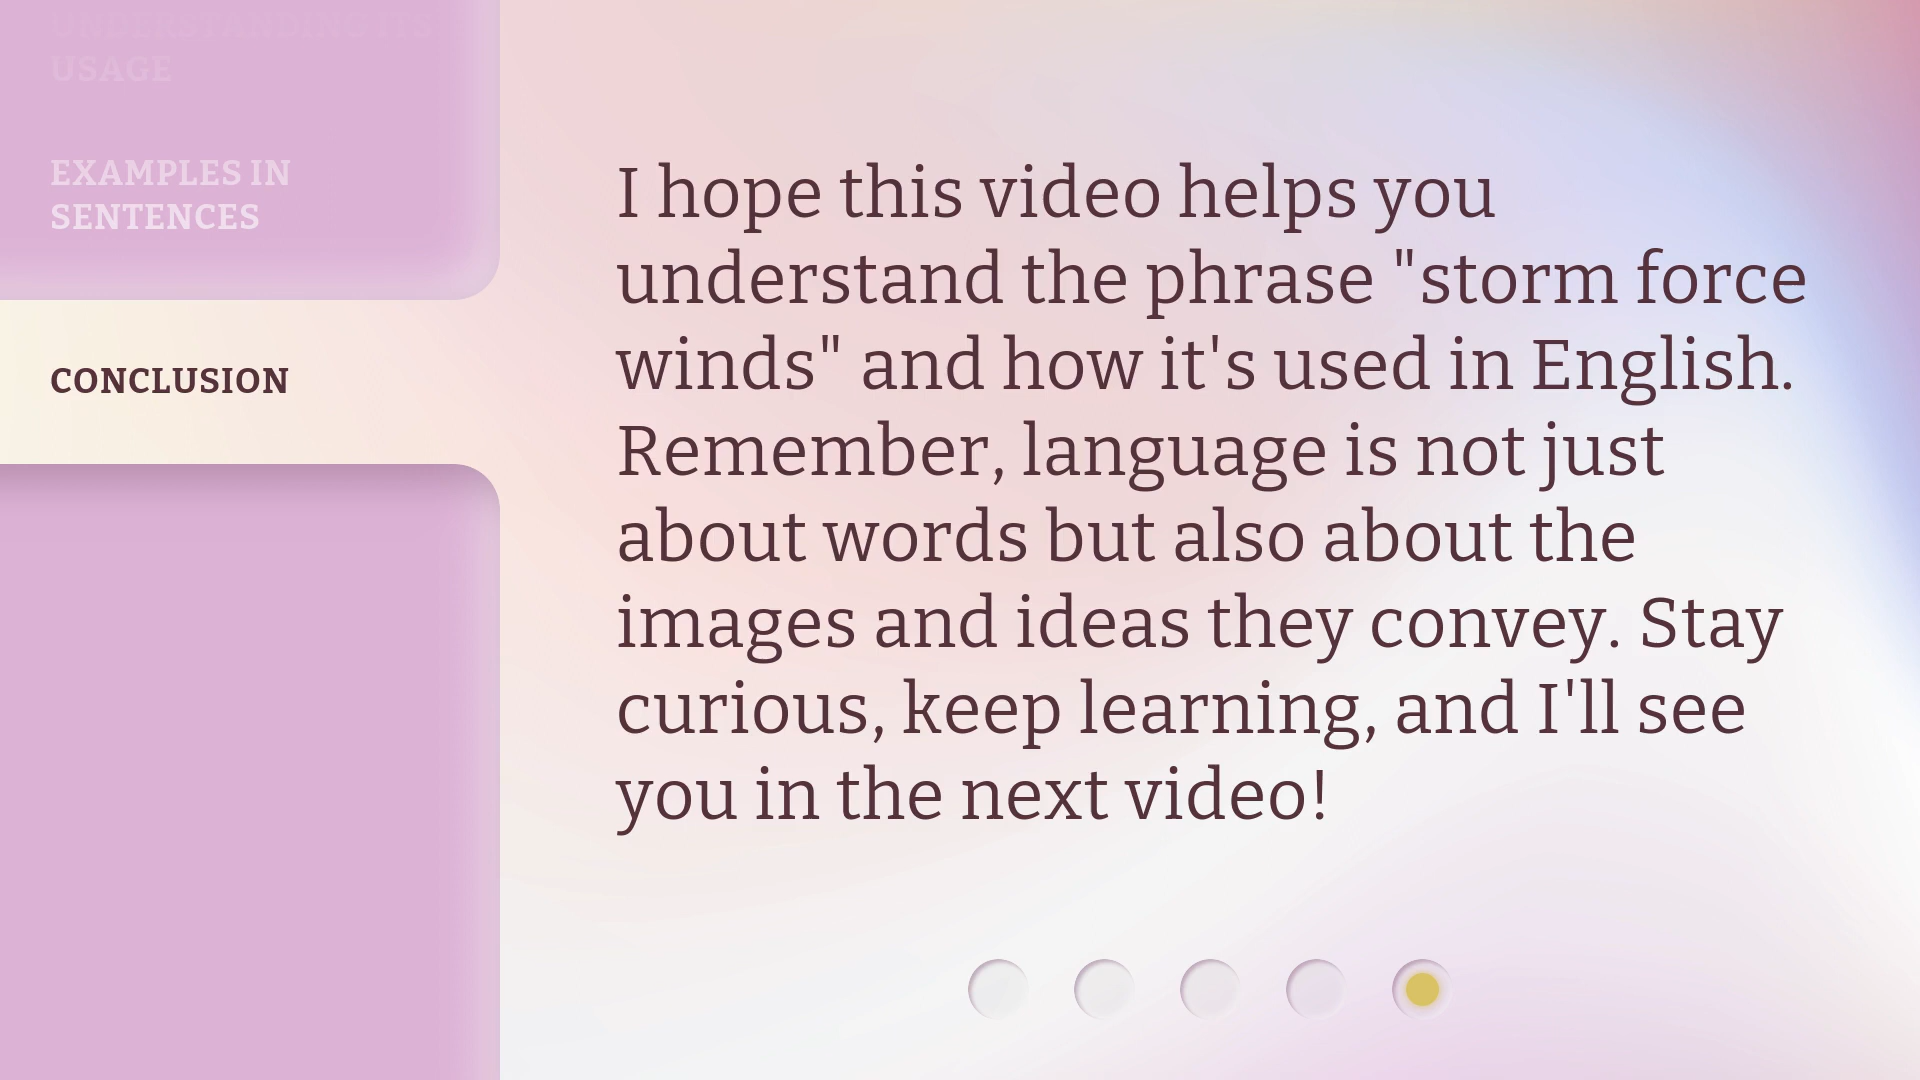 UNDERSTANDING ITS
USAGE
EXAMPLES IN
SENTENCES
CONCLUSION
I hope this video helps you
understand the phrase "storm force
winds" and how it's used in English.
Remember, language is not just
about words but also about the
images and ideas they convey. Stay
curious, keep learning, and I'll see
you in the next video!